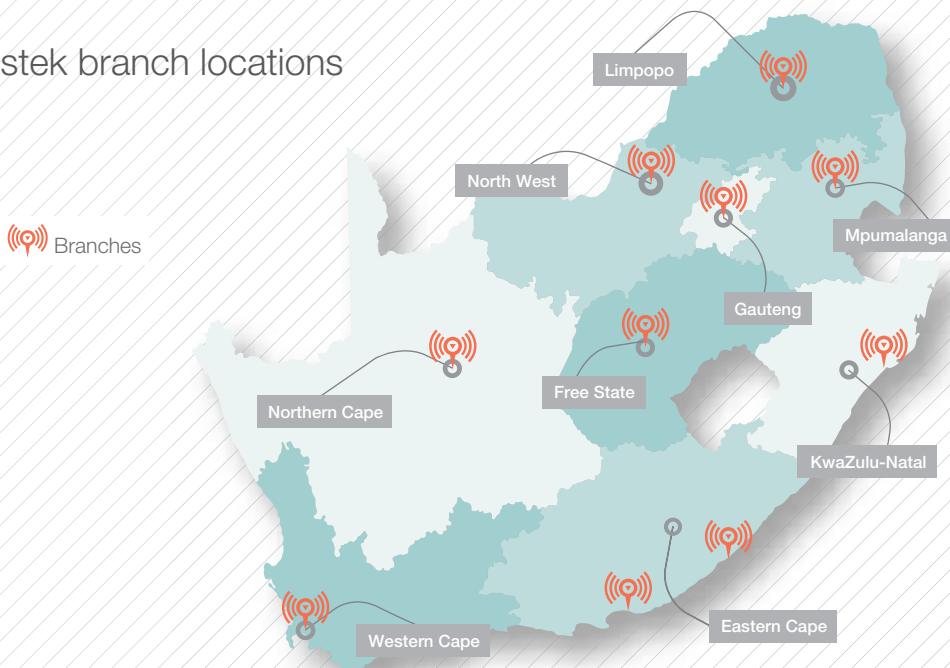 stek branch locations
Limpopo
North West
Mpumalanga
Branches
Gauteng
Free State
Northern Cape
KwaZulu-Natal
Eastern Cape
Western Cape